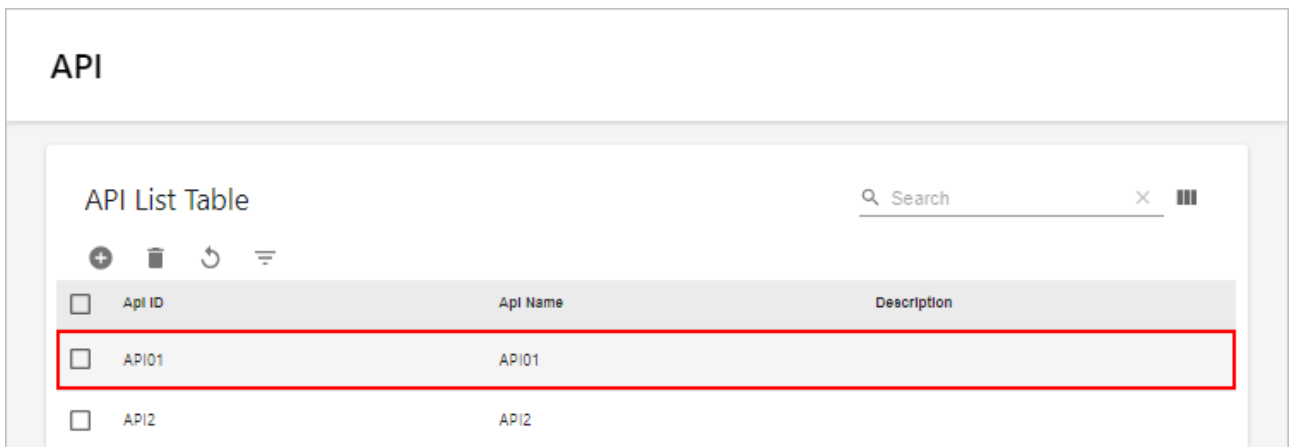 API
API List Table
Search
Api ID Api Name Description
API01 API01
API2 API2